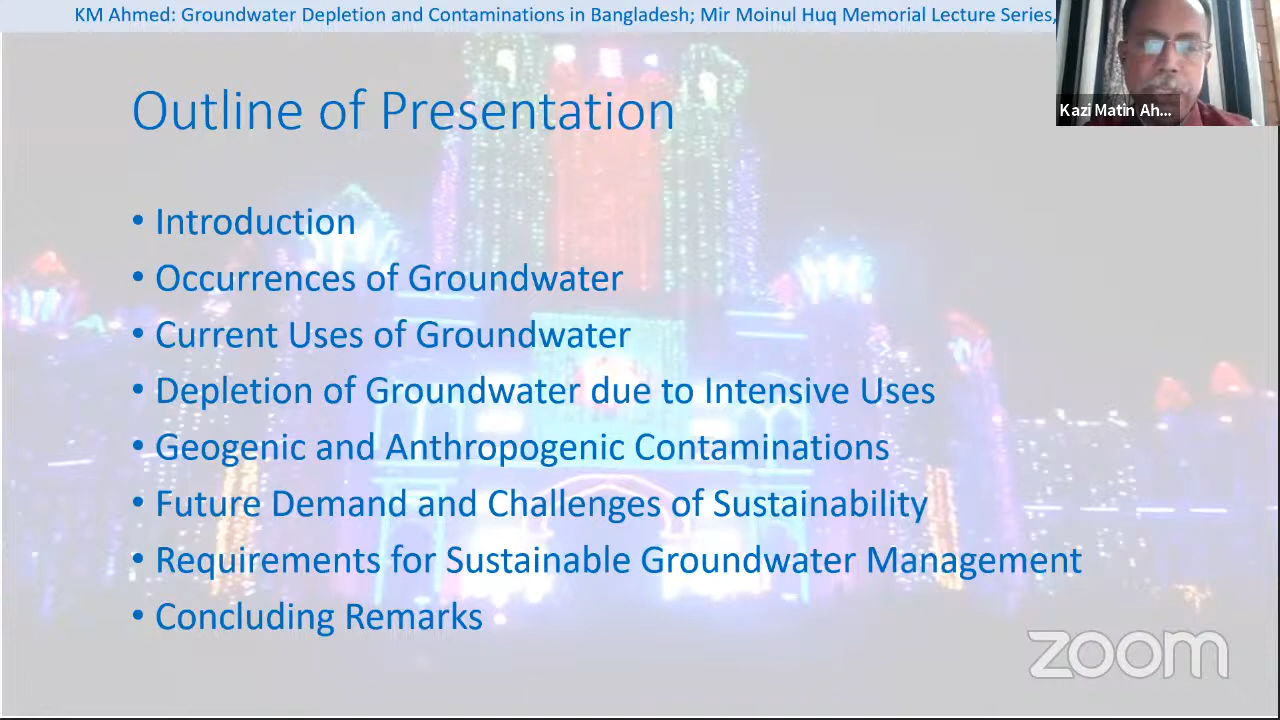 KM Ahmed: Groundwater Depletion and Contaminations in Bangladesh; Mir Moinul Huq Memorial Lecture Series,
Kazi Matin Ah...
Outline of Presentation
• Introduction
• Occurrences of Groundwater
• Current Uses of Groundwater
• Depletion of Groundwater due to Intensive Uses
• Geogenic and Anthropogenic Contaminations
• Future Demand and Challenges of Sustainability
• Requirements for Sustainable Groundwater Management
• Concluding Remarks
zoom